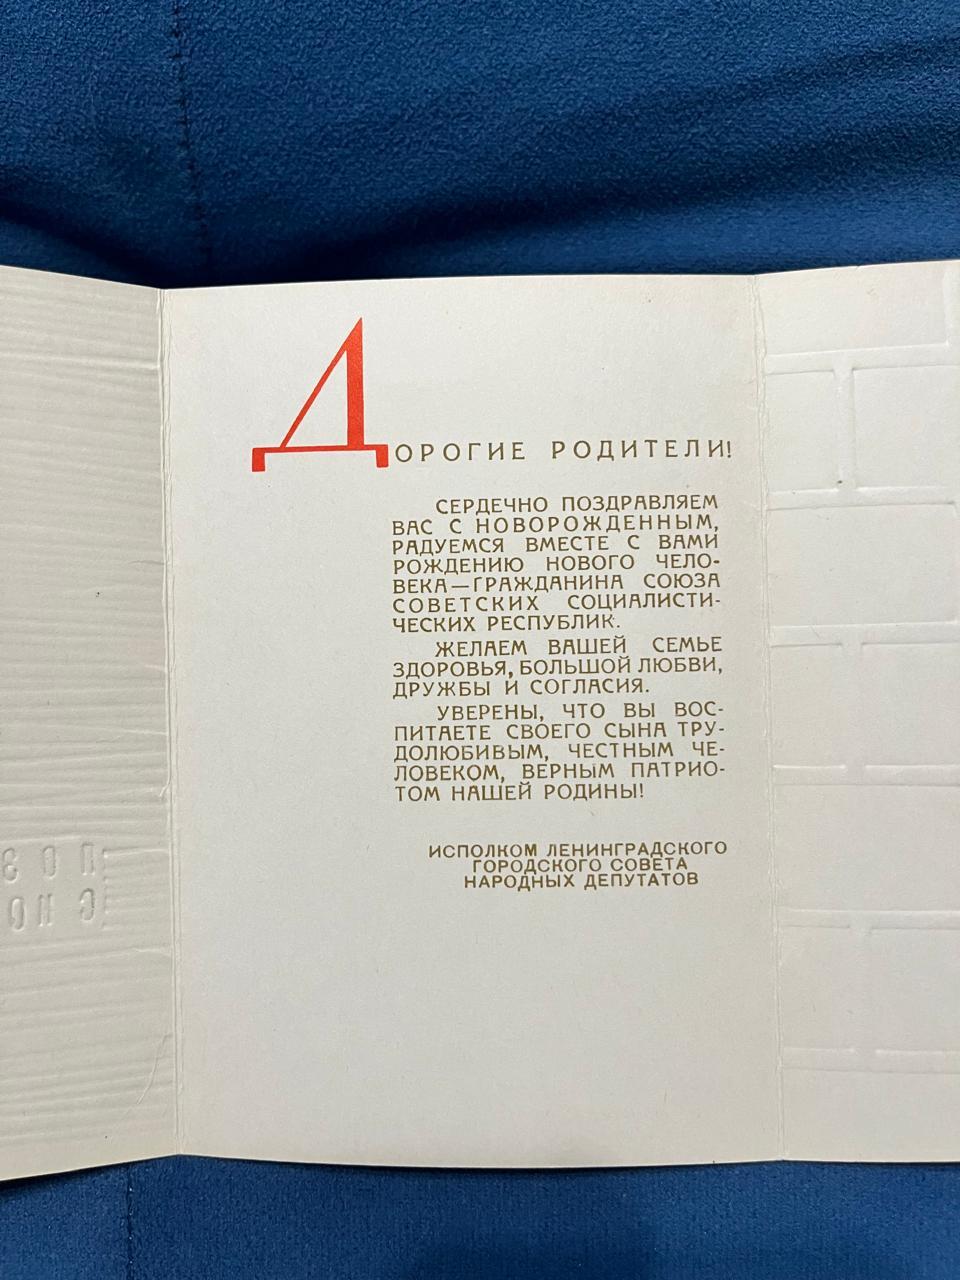 ДОРОГИЕ РОДИТЕЛИ!
СЕРДЕЧНО ПОЗДРАВЛЯЕМ
ВАС С НОВОРОЖДЕННЫМ,
РАДУЕМСЯ ВМЕСТЕ С ВАМИ
РОЖДЕНИЮ НОВОГО ЧЕЛО-
ВЕКА—ГРАЖДАНИНА СОЮЗА
СОВЕТСКИХ СОЦИАЛИСТИ-
ЧЕСКИХ РЕСПУБЛИК.
ЖЕЛАЕМ ВАШЕЙ СЕМЬЕ
ЗДОРОВЬЯ, БОЛЬШОЙ ЛЮБВИ,
ДРУЖБЫ И СОГЛАСИЯ.
УВЕРЕНЫ, ЧТО ВЫ ВОС-
ПИТАЕТЕ СВОЕГО СЫНА ТРУ-
ДОЛЮБИВЫМ, ЧЕСТНЫМ ЧЕ-
ЛОВЕКОМ, ВЕРНЫМ ПАТРИО-
ТОМ НАШЕЙ РОДИНЫ!
ИСПОЛКОМ ЛЕНИНГРАДСКОГО
ГОРОДСКОГО СОВЕТА
НАРОДНЫХ ДЕПУТАТОВ